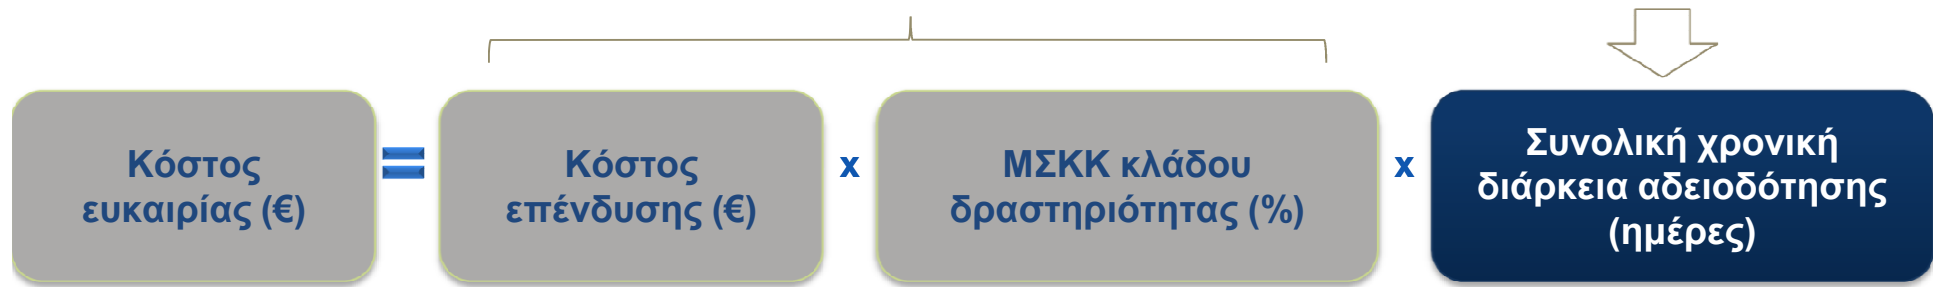 Κόστος
ευκαιρίας (€)
=
Κόστος
επένδυσης (€)
x
ΜΣΚΚ κλάδου
δραστηριότητας (%)
x
Συνολική χρονική
διάρκεια αδειοδότησης
(ημέρες)